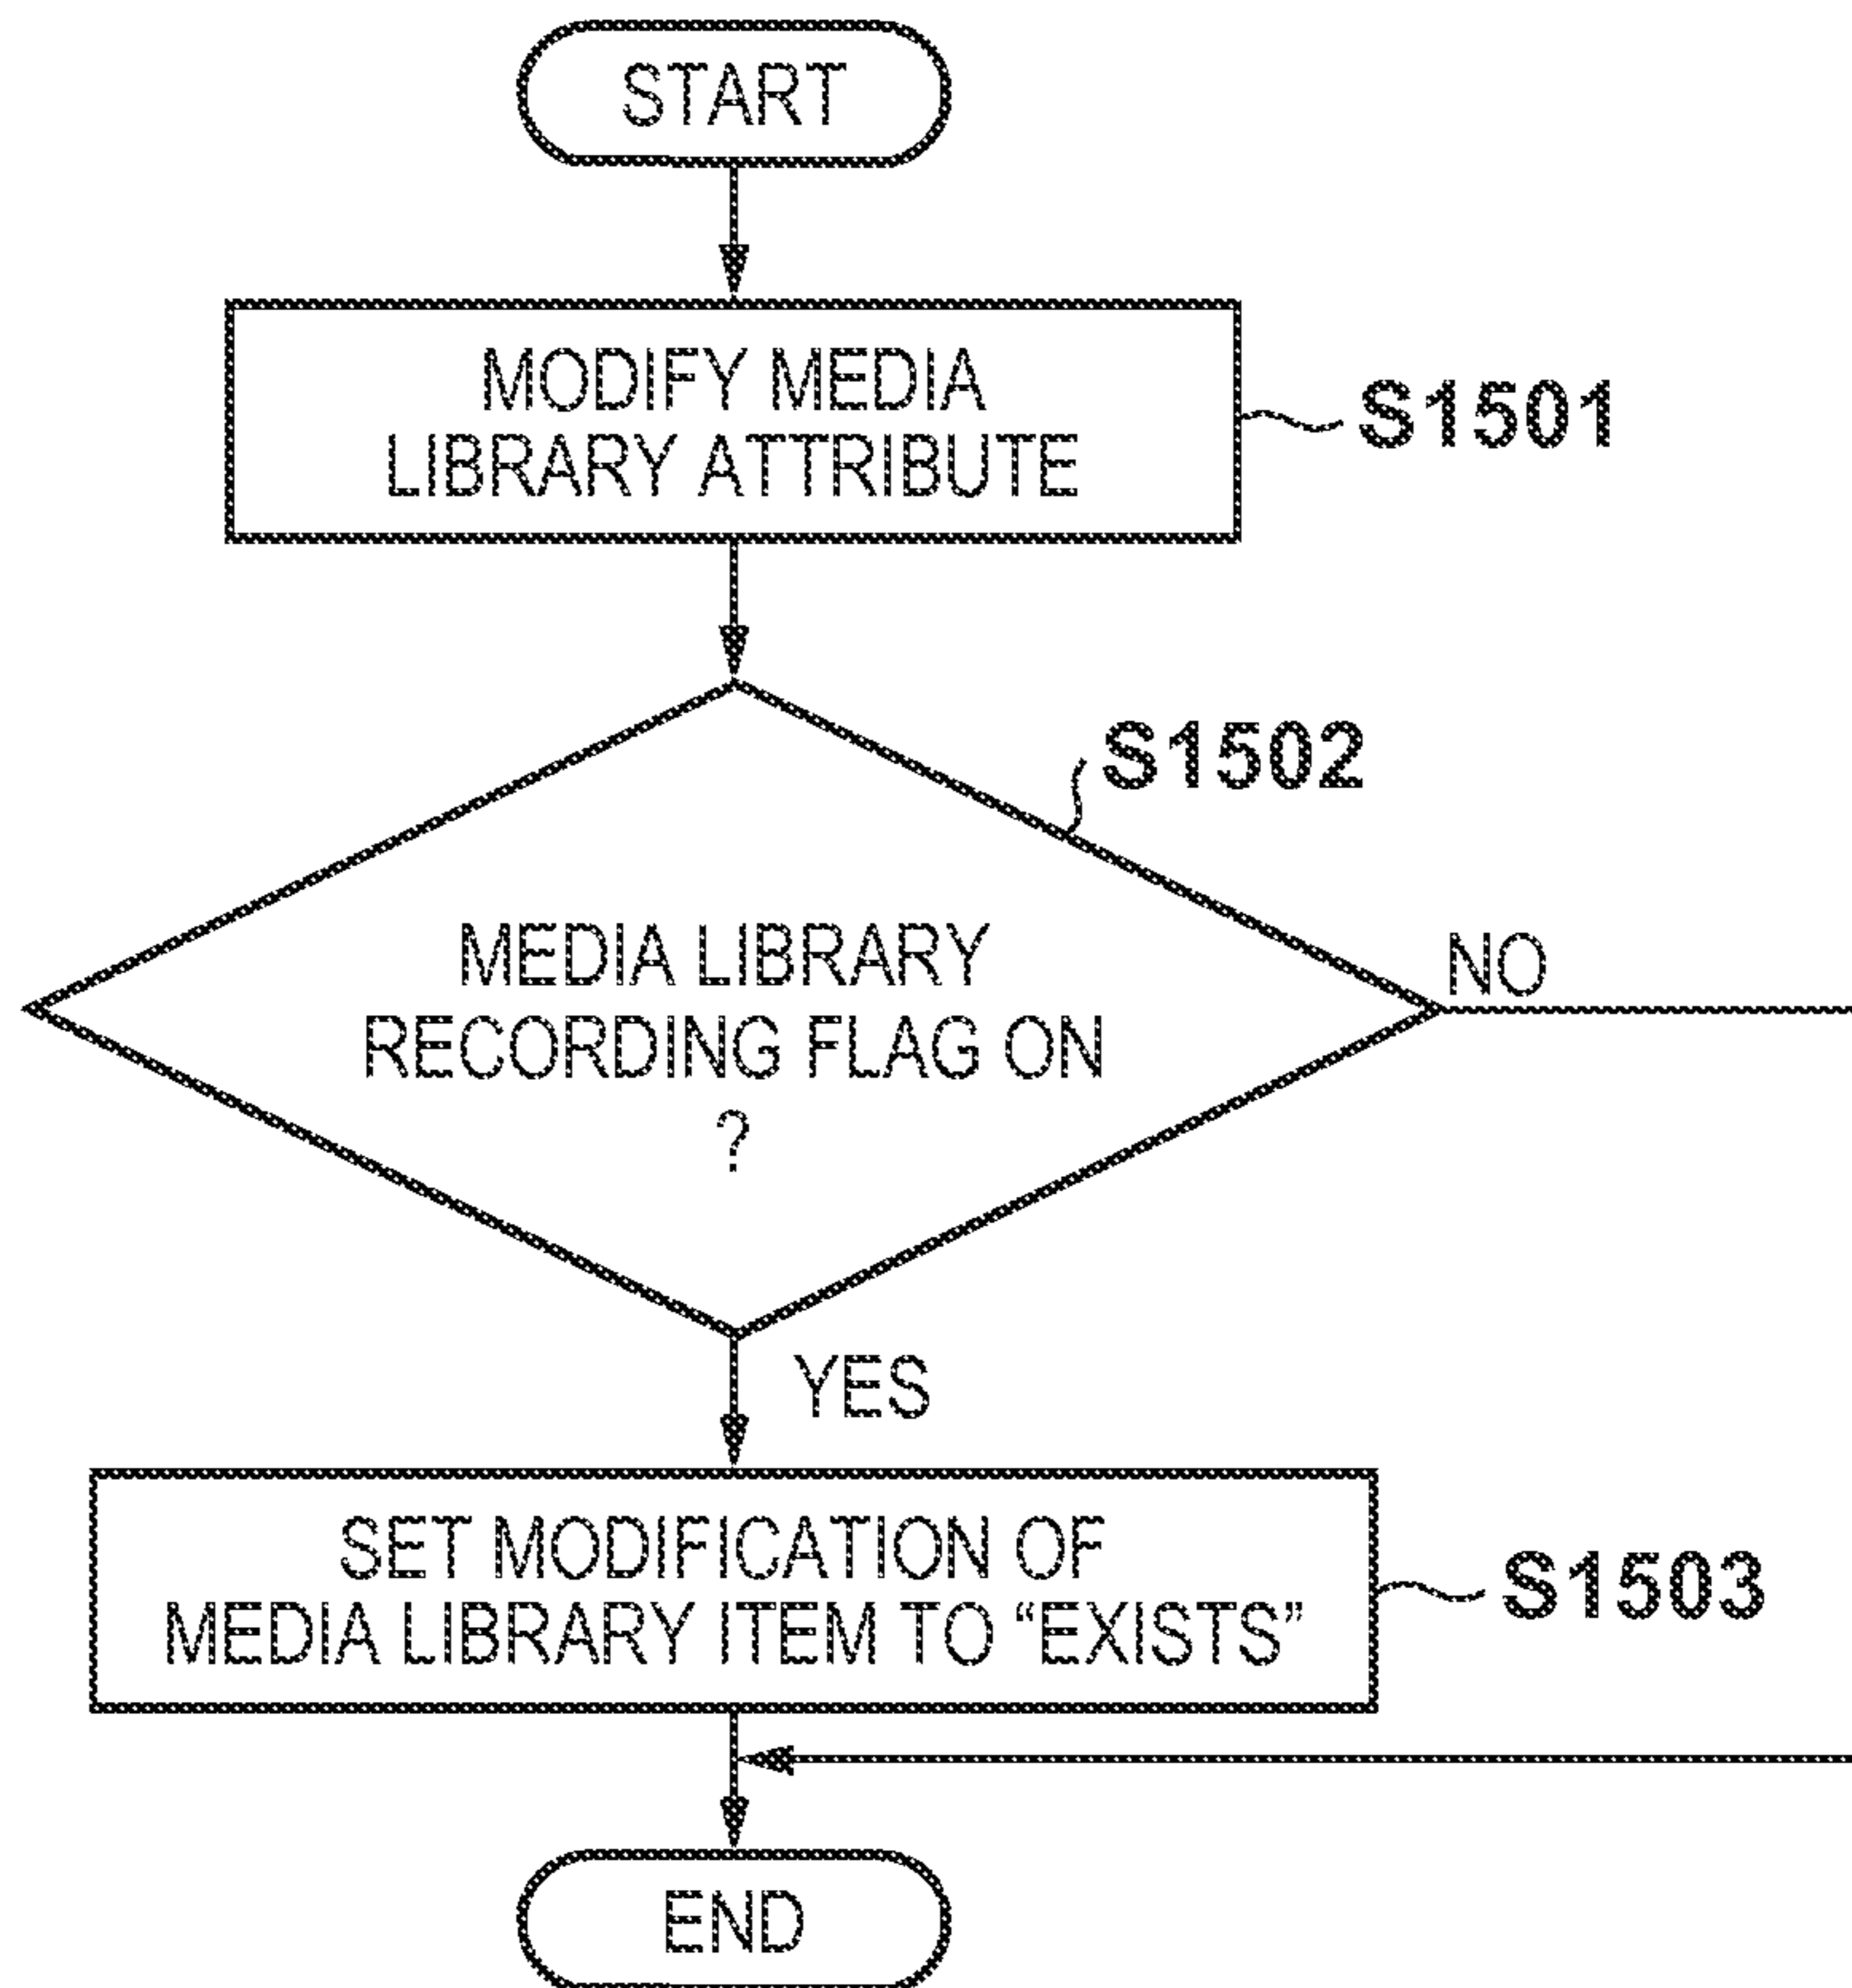 START
MODIFY MEDIA
LIBRARY ATTRIBUTE
S1501
S1502
MEDIA LIBRARY
RECORDING FLAG ON
?
NO
YES
SET MODIFICATION OF
MEDIA LIBRARY ITEM TO “EXISTS”
S1503
END